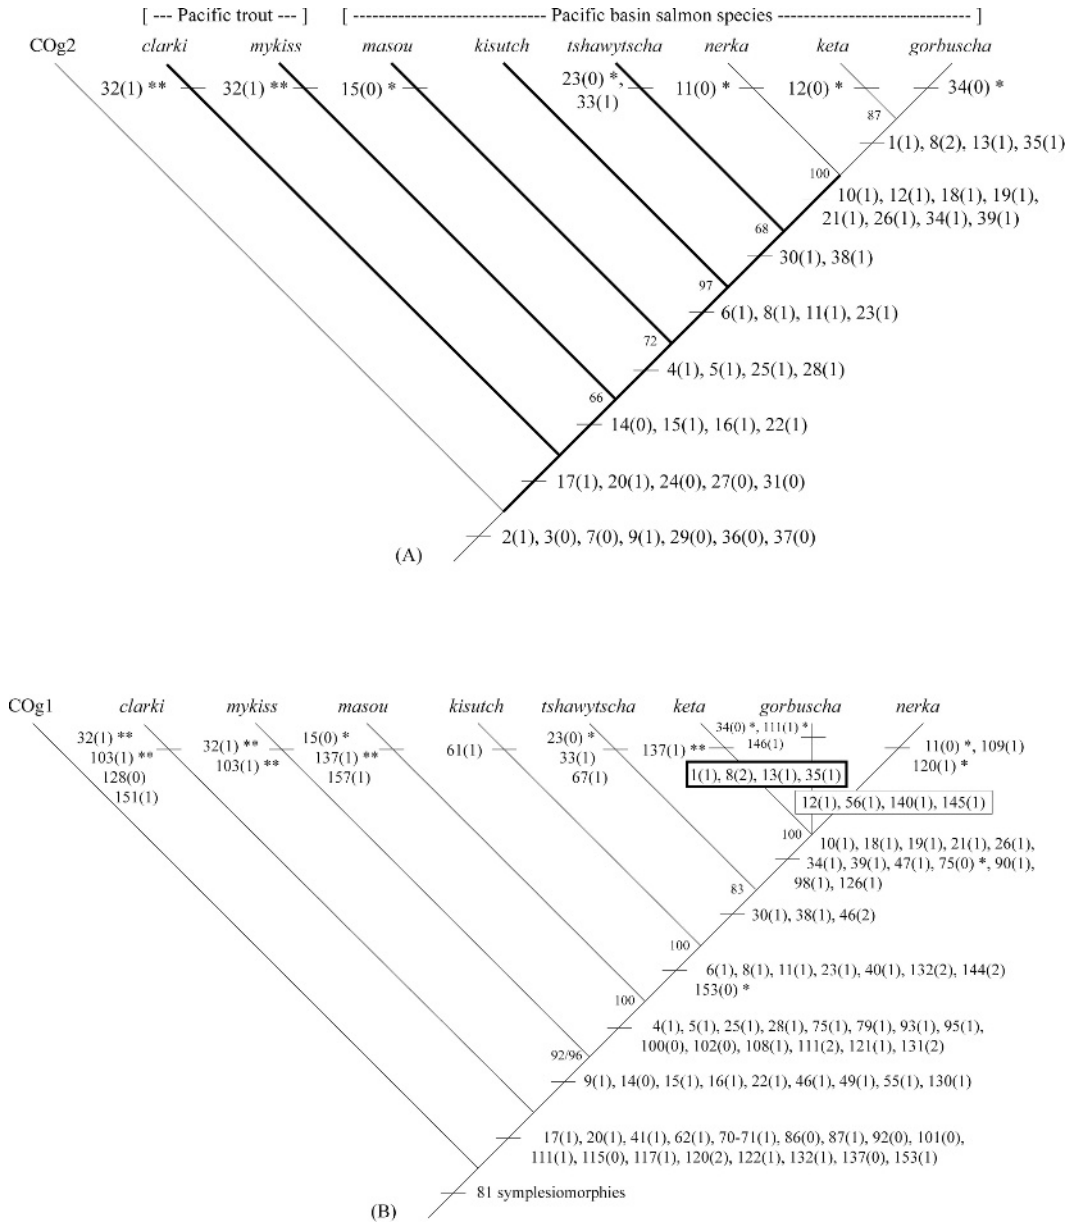 [ --- Pacific trout --- ] [ ------------------------------ Pacific basin salmon species ----------------------------- ]
COg2 clarki mykiss masou kisutch tshawytscha nerka keta gorbuscha
32(1) ** 32(1) ** 15(0) * 23(0) *, 11(0) * 12(0) * 34(0) *
33(1)
87
1(1), 8(2), 13(1), 35(1)
100
10(1), 12(1), 18(1), 19(1),
21(1), 26(1), 34(1), 39(1)
68
30(1), 38(1)
97
6(1), 8(1), 11(1), 23(1)
72
4(1), 5(1), 25(1), 28(1)
66
14(0), 15(1), 16(1), 22(1)
17(1), 20(1), 24(0), 27(0), 31(0)
2(1), 3(0), 7(0), 9(1), 29(0), 36(0), 37(0)
(A)
COg1 clarki mykiss masou kisutch tshawytscha keta gorbuscha nerka
32(1) ** 32(1) ** 15(0) * 61(1) 23(0) * 137(1) ** 34(0) *, 111(1) * 11(0) *, 109(1)
103(1) ** 103(1) ** 137(1) ** 33(1) 146(1) 120(1) *
128(0) 157(1) 67(1)
151(1)
1(1), 8(2), 13(1), 35(1)
12(1), 56(1), 140(1), 145(1)
100
10(1), 18(1), 19(1), 21(1), 26(1),
34(1), 39(1), 47(1), 75(0) *, 90(1),
98(1), 126(1)
83
30(1), 38(1), 46(2)
100
6(1), 8(1), 11(1), 23(1), 40(1), 132(2), 144(2)
153(0) *
100
4(1), 5(1), 25(1), 28(1), 75(1), 79(1), 93(1), 95(1),
100(0), 102(0), 108(1), 111(2), 121(1), 131(2)
92/96
9(1), 14(0), 15(1), 16(1), 22(1), 46(1), 49(1), 55(1), 130(1)
17(1), 20(1), 41(1), 62(1), 70-71(1), 86(0), 87(1), 92(0), 101(0),
111(1), 115(0), 117(1), 120(2), 122(1), 132(1), 137(0), 153(1)
81 symplesiomorphies
(B)